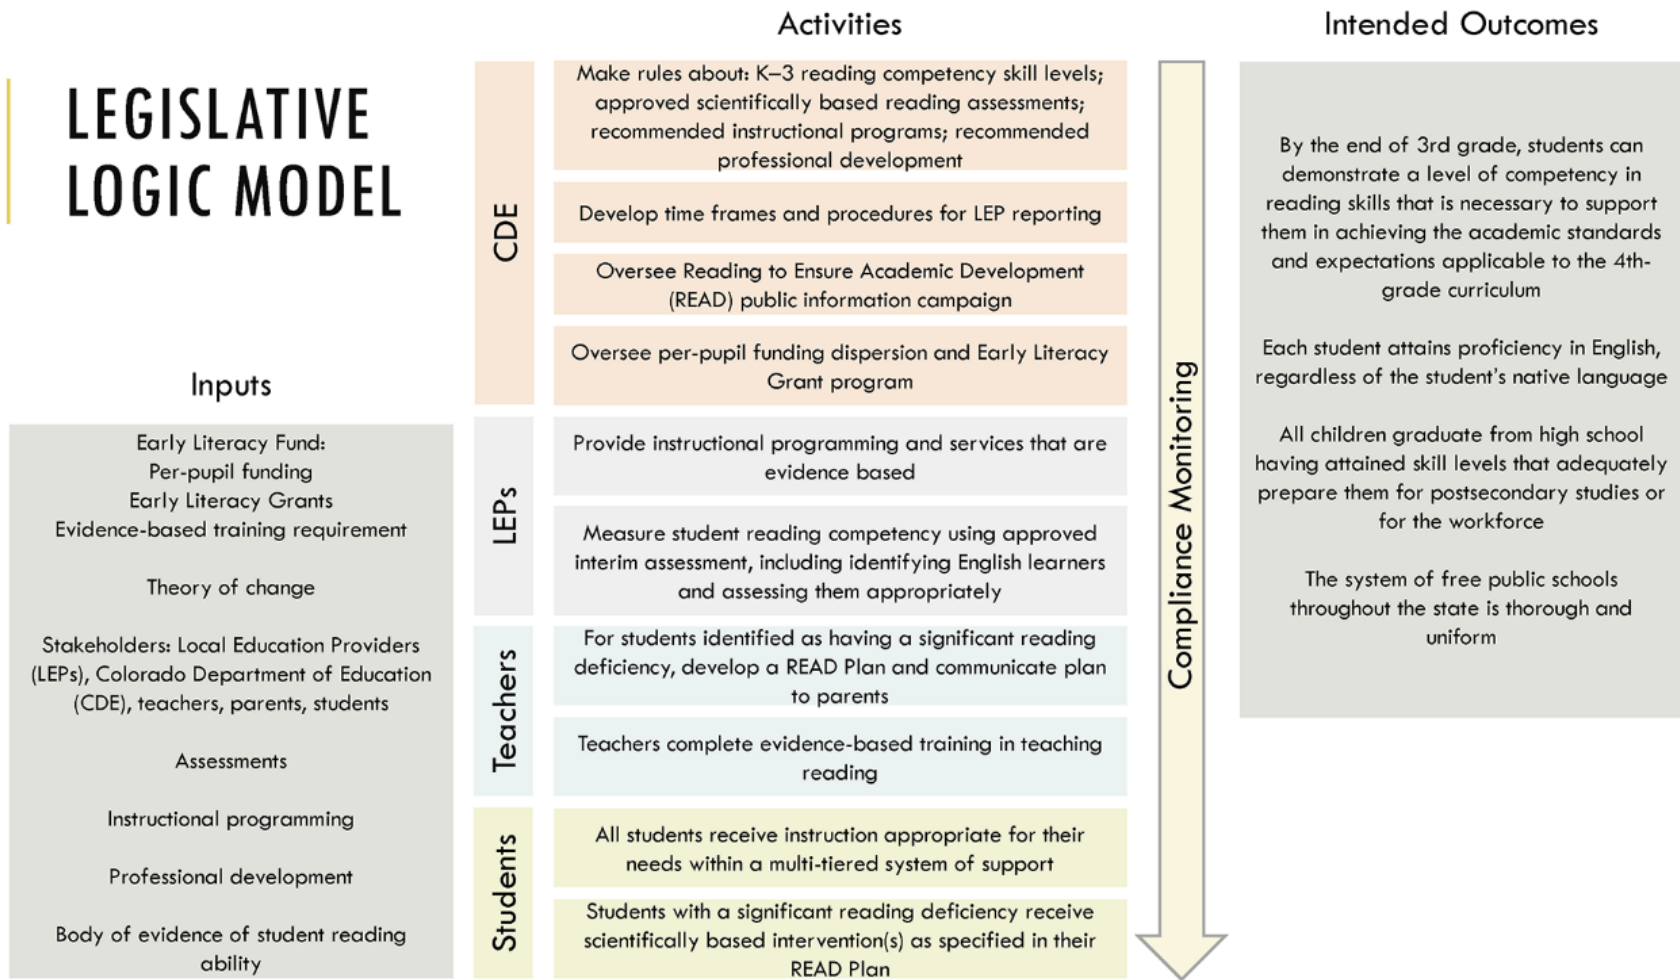 LEGISLATIVE
LOGIC MODEL
Inputs
Early Literacy Fund:
Per-pupil funding
Early Literacy Grants
Evidence-based training requirement
Theory of change
Stakeholders: Local Education Providers
(LEPs), Colorado Department of Education
(CDE), teachers, parents, students
Assessments
Instructional programming
Professional development
Body of evidence of student reading
ability
Activities
CDE
Make rules about: K–3 reading competency skill levels;
approved scientifically based reading assessments;
recommended instructional programs; recommended
professional development
Develop time frames and procedures for LEP reporting
Oversee Reading to Ensure Academic Development
(READ) public information campaign
Oversee per-pupil funding dispersion and Early Literacy
Grant program
LEPs
Provide instructional programming and services that are
evidence based
Measure student reading competency using approved
interim assessment, including identifying English learners
and assessing them appropriately
Teachers
For students identified as having a significant reading
deficiency, develop a READ Plan and communicate plan
to parents
Teachers complete evidence-based training in teaching
reading
Students
All students receive instruction appropriate for their
needs within a multi-tiered system of support
Students with a significant reading deficiency receive
scientifically based intervention(s) as specified in their
READ Plan
Compliance Monitoring
Intended Outcomes
By the end of 3rd grade, students can
demonstrate a level of competency in
reading skills that is necessary to support
them in achieving the academic standards
and expectations applicable to the 4th-
grade curriculum
Each student attains proficiency in English,
regardless of the student's native language
All children graduate from high school
having attained skill levels that adequately
prepare them for postsecondary studies or
for the workforce
The system of free public schools
throughout the state is thorough and
uniform